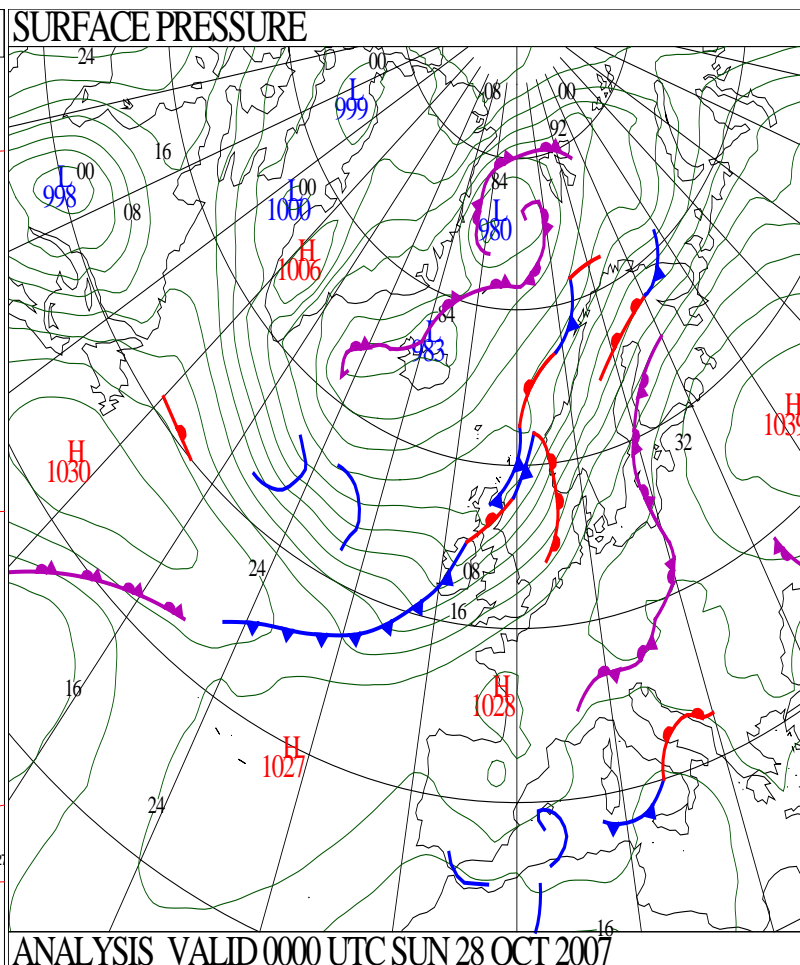 SURFACE PRESSURE
24
00
L
999
08
00
92
16
L
00
998
08
L
00
1000
84
L
980
H
1006
84
L
983
H
1039
32
H
1030
24
08
16
16
H
1028
H
1027
24
16
ANALYSIS VALID 0000 UTC SUN 28 OCT 2007